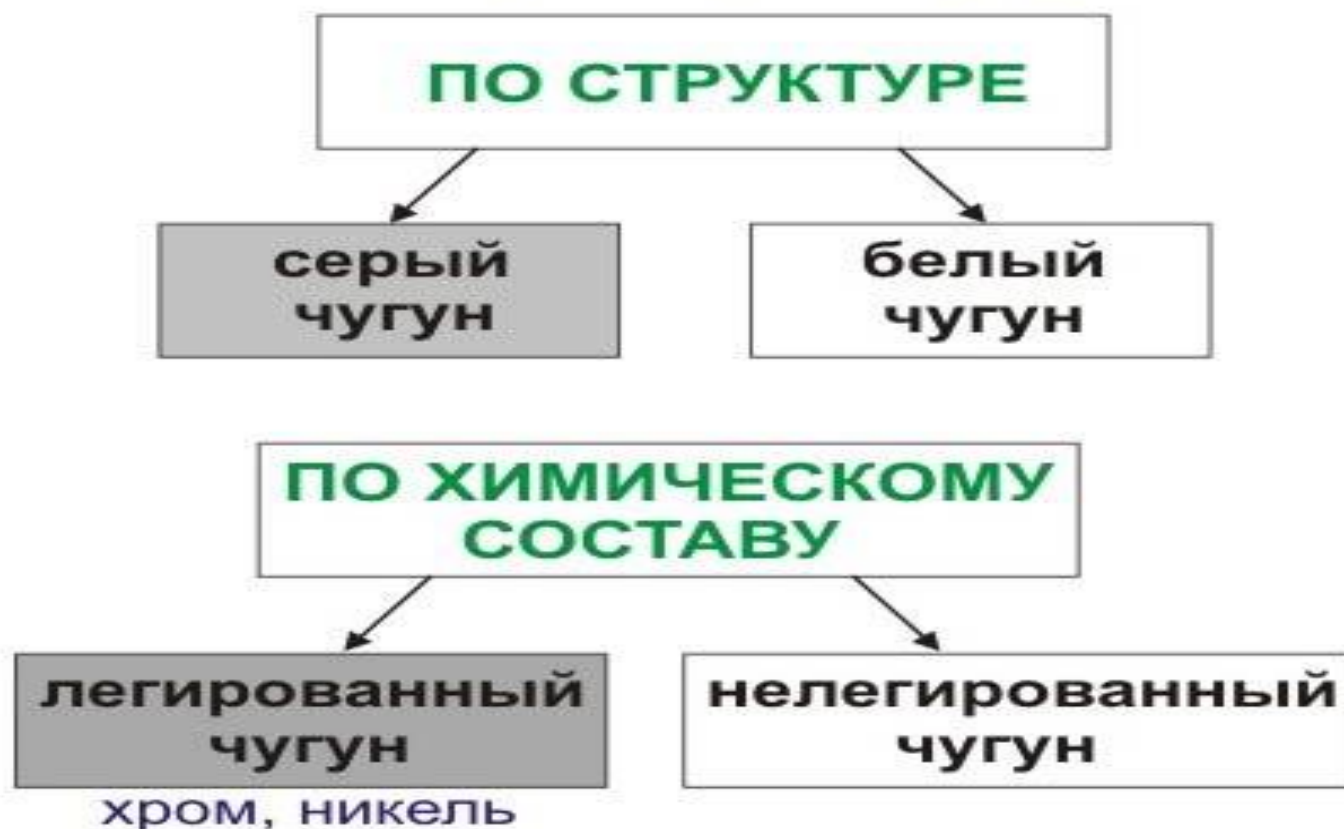 ПО СТРУКТУРЕ
серый
чугун
белый
чугун
ПО ХИМИЧЕСКОМУ
СОСТАВУ
легированный
чугун
нелегированный
чугун
хром, никель